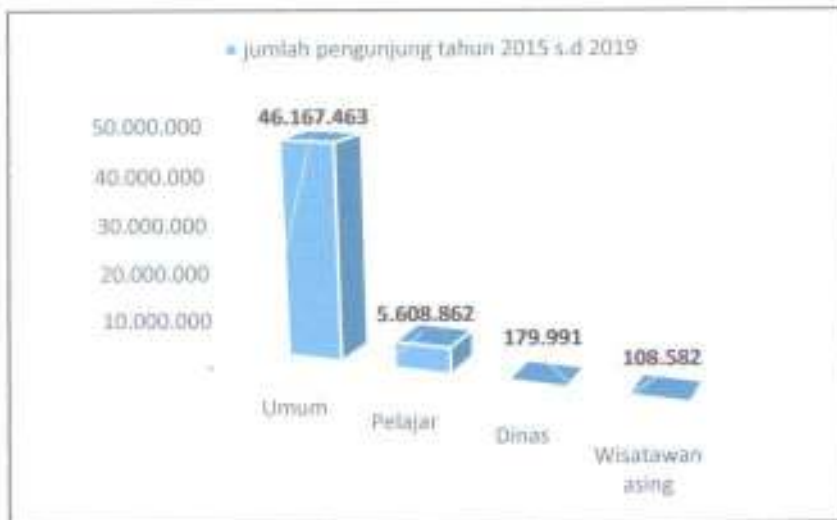 jumlah pengunjung tahun 2015 s.d 2019
50.000.000
40.000.000
30.000.000
20.000.000
10.000.000
-
46.167.463
5.608.862
179.991
108.582
Umum
Pelajar
Dinas
Wisatawan
asing